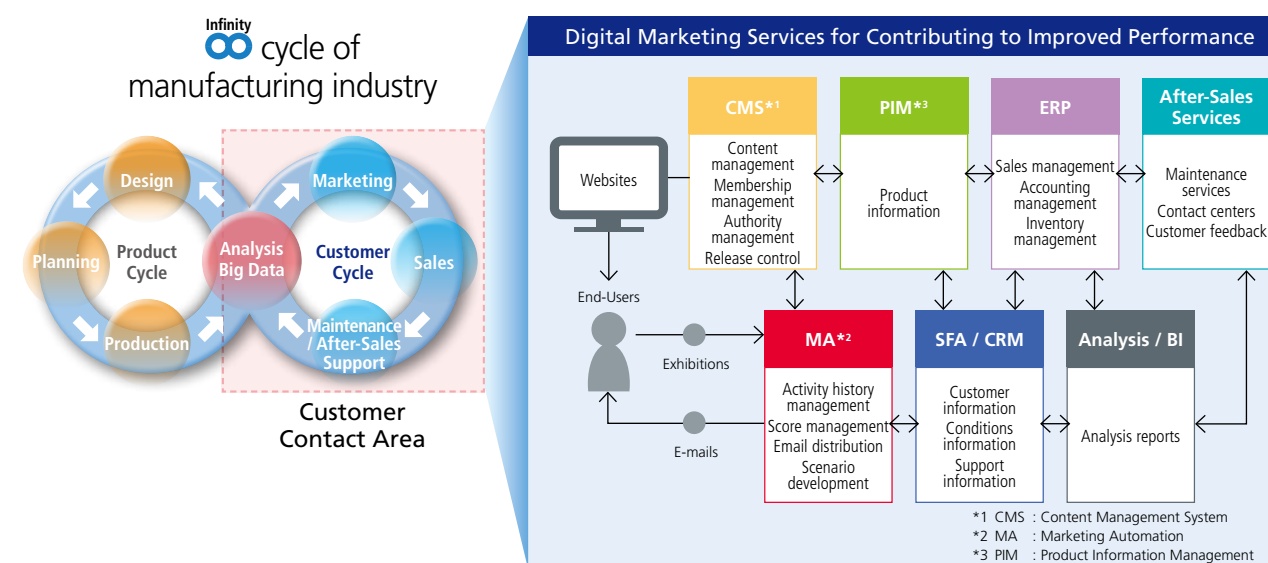 Infinity
cycle of
manufacturing industry
Design
Marketing
Planning
Product
Cycle
Analysis
Big Data
Customer
Cycle
Sales
Production
Maintenance
/ After-Sales
Support
Customer
Contact Area
Digital Marketing Services for Contributing to Improved Performance
Websites
End-Users
Exhibitions
E-mails
CMS*1
Content
management
Membership
management
Authority
management
Release control
PIM*3
Product
information
ERP
Sales management
Accounting
management
Inventory
management
After-Sales
Services
Maintenance
services
Contact centers
Customer feedback
MA*2
Activity history
management
Score management
Email distribution
Scenario
development
SFA / CRM
Customer
information
Conditions
information
Support
information
Analysis / BI
Analysis reports
*1 CMS : Content Management System
*2 MA : Marketing Automation
*3 PIM : Product Information Management